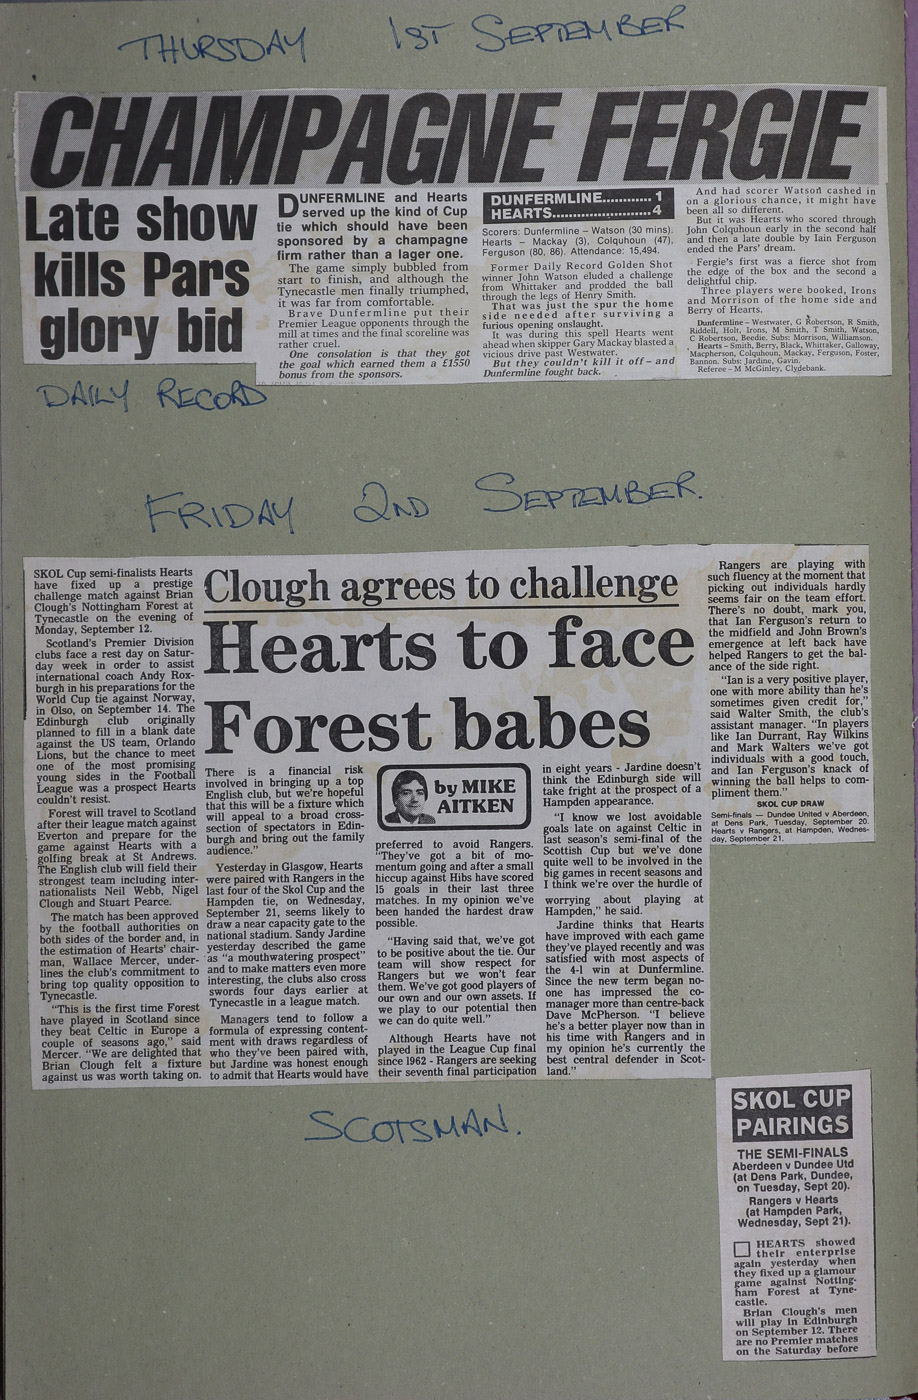 THURSDAY 1ST SEPTEMBER
CHAMPAGNE FERGIE
Late show
kills Pars
glory bid
DUNFERMLINE and Hearts
served up the kind of Cup
tie which should have been
sponsored by a champagne
firm rather than a lager one.
The game simply bubbled from
start to finish, and although the
Tynecastle men finally triumphed,
it was far from comfortable.
Brave Dunfermline put their
Premier League opponents through the
mill at times and the final scoreline was
rather cruel.
One consolation is that they got
the goal which earned them a £1550
bonus from the sponsors.
DUNFERMLINE...........1
HEARTS.....................4
Scorers: Dunfermline - Watson (30 mins).
Hearts - Mackay (3), Colquhoun (47),
Ferguson (80, 86). Attendance: 15,494.
Former Daily Record Golden Shot
winner John Watson eluded a challenge
from Whittaker and prodded the ball
through the legs of Henry Smith.
That was just the spur the home
side needed after surviving a
furious opening onslaught.
It was during this spell Hearts went
ahead when skipper Gary Mackay blasted a
vicious drive past Westwater.
But they couldn't kill it off — and
Dunfermline fought back.
And had scorer Watson cashed in
on a glorious chance, it might have
been all so different.
But it was Hearts who scored through
John Colquhoun early in the second half
and then a late double by Iain Ferguson
ended the Pars' dream.
Fergie's first was a fierce shot from
the edge of the box and the second a
delightful chip.
Three players were booked, Irons
and Morrison of the home side and
Berry of Hearts.
Dunfermline - Westwater, G Robertson, R Smith,
Riddell, Holt, Irons, M Smith, T Smith, Watson,
C Robertson, Beedie. Subs: Morrison, Williamson.
Hearts - Smith, Berry, Black, Whittaker, Galloway,
Macpherson, Colquhoun, Mackay, Ferguson, Foster,
Bannon. Subs: Jardine, Gavin.
Referee - M McGinley, Clydebank.
DAILY RECORD
FRIDAY 2ND SEPTEMBER.
SKOL Cup semi-finalists Hearts
have fixed up a prestige
challenge match against Brian
Clough's Nottingham Forest at
Tynecastle on the evening of
Monday, September 12.
Scotland's Premier Division
clubs face a rest day on Satur-
day week in order to assist
international coach Andy Rox-
burgh in his preparations for the
World Cup tie against Norway,
in Olso, on September 14. The
Edinburgh club originally
planned to fill in a blank date
against the US team, Orlando
Lions, but the chance to meet
one of the most promising
young sides in the Football
League was a prospect Hearts
couldn't resist.
Forest will travel to Scotland
after their league match against
Everton and prepare for the
game against Hearts with a
golfing break at St Andrews.
The English club will field their
strongest team including inter-
nationalists Neil Webb, Nigel
Clough and Stuart Pearce.
The match has been approved
by the football authorities on
both sides of the border and, in
the estimation of Hearts' chair-
man, Wallace Mercer, under-
lines the club's commitment to
bring top quality opposition to
Tynecastle.
"This is the first time Forest
have played in Scotland since
they beat Celtic in Europe a
couple of seasons ago," said
Mercer. "We are delighted that
Brian Clough felt a fixture
against us was worth taking on.
Clough agrees to challenge
Hearts to face
Forest babes
There is a financial risk
involved in bringing up a top
English club, but we're hopeful
that this will be a fixture which
will appeal to a broad cross-
section of spectators in Edin-
burgh and bring out the family
audience."
Yesterday in Glasgow, Hearts
were paired with Rangers in the
last four of the Skol Cup and the
Hampden tie, on Wednesday,
September 21, seems likely to
draw a near capacity gate to the
national stadium. Sandy Jardine
yesterday described the game
as "a mouthwatering prospect"
and to make matters even more
interesting, the clubs also cross
swords four days earlier at
Tynecastle in a league match.
Managers tend to follow a
formula of expressing content-
ment with draws regardless of
who they've been paired with,
but Jardine was honest enough
to admit that Hearts would have
by MIKE
AITKEN
preferred to avoid Rangers.
"They've got a bit of mo-
mentum going and after a small
hiccup against Hibs have scored
15 goals in their last three
matches. In my opinion we've
been handed the hardest draw
possible.
"Having said that, we've got
to be positive about the tie. Our
team will show respect for
Rangers but we won't fear
them. We've got good players of
our own and our own assets. If
we play to our potential then
we can do quite well."
Although Hearts have not
played in the League Cup final
since 1962 - Rangers are seeking
their seventh final participation
in eight years - Jardine doesn't
think the Edinburgh side will
take fright at the prospect of a
Hampden appearance.
"I know we lost avoidable
goals late on against Celtic in
last season's semi-final of the
Scottish Cup but we've done
quite well to be involved in the
big games in recent seasons and
I think we're over the hurdle of
worrying about playing at
Hampden," he said.
Jardine thinks that Hearts
have improved with each game
they've played recently and was
satisfied with most aspects of
the 4-1 win at Dunfermline.
Since the new term began no-
one has impressed the co-
manager more than centre-back
Dave McPherson. "I believe
he's a better player now than in
his time with Rangers and in
my opinion he's currently the
best central defender in Scot-
land."
Rangers are playing with
such fluency at the moment that
picking out individuals hardly
seems fair on the team effort.
There's no doubt, mark you,
that Ian Ferguson's return to
the midfield and John Brown's
emergence at left back have
helped Rangers to get the bal-
ance of the side right.
"Ian is a very positive player,
one with more ability than he's
sometimes given credit for,"
said Walter Smith, the club's
assistant manager. "In players
like Ian Durrant, Ray Wilkins
and Mark Walters we've got
individuals with a good touch,
and Ian Ferguson's knack of
winning the ball helps to com-
pliment them."
SKOL CUP DRAW
Semi-finals — Dundee United v Aberdeen,
at Dens Park, Tuesday, September 20.
Hearts v Rangers, at Hampden, Wednes-
day, September 21.
SCOTSMAN.
SKOL CUP
PAIRINGS
THE SEMI-FINALS
Aberdeen v Dundee Utd
(at Dens Park, Dundee,
on Tuesday, Sept 20).
Rangers v Hearts
(at Hampden Park,
Wednesday, Sept 21).
HEARTS showed
their enterprise
again yesterday when
they fixed up a glamour
game against Notting-
ham Forest at Tyne-
castle.
Brian Clough's men
will play in Edinburgh
on September 12. There
are no Premier matches
on the Saturday before